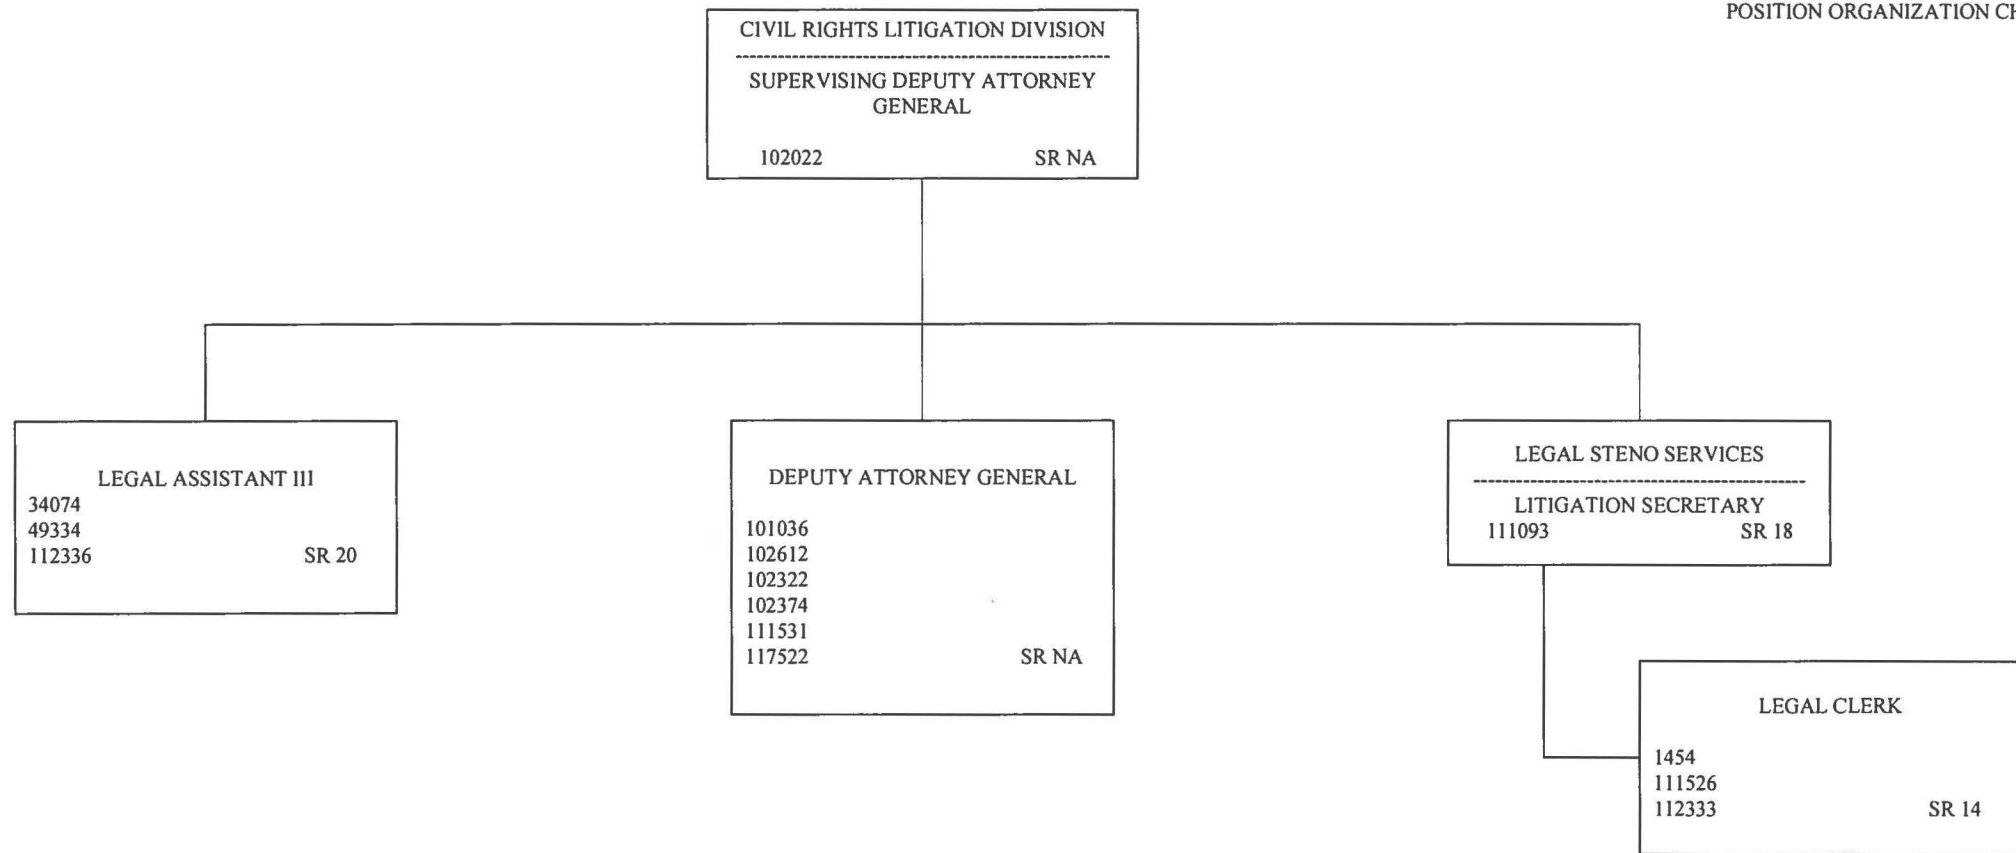 POSITION ORGANIZATION CH
CIVIL RIGHTS LITIGATION DIVISION
SUPERVISING DEPUTY ATTORNEY
GENERAL
102022 SR NA
LEGAL ASSISTANT III
34074
49334
112336 SR 20
DEPUTY ATTORNEY GENERAL
101036
102612
102322
102374
111531
117522 SR NA
LEGAL STENO SERVICES
LITIGATION SECRETARY
111093 SR 18
LEGAL CLERK
1454
111526
112333 SR 14